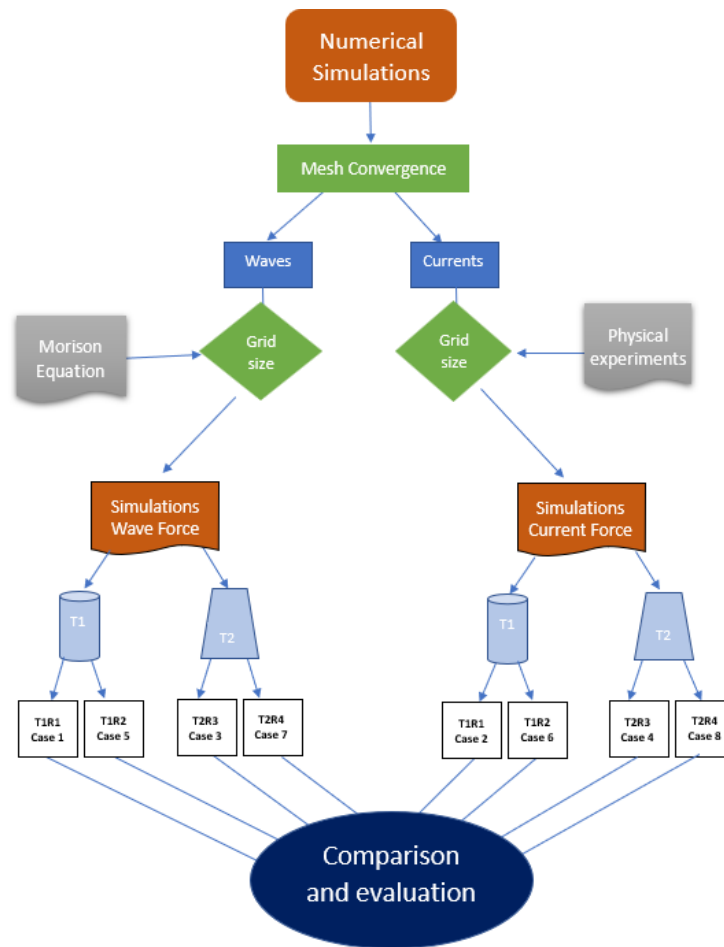 Numerical
Simulations
Mesh Convergence
Waves
Currents
Morison
Equation
Grid
size
Grid
size
Physical
experiments
Simulations
Wave Force
Simulations
Current Force
T1
T2
T1
T2
T1R1
Case 1
T1R2
Case 5
T2R3
Case 3
T2R4
Case 7
T1R1
Case 2
T1R2
Case 6
T2R3
Case 4
T2R4
Case 8
Comparison
and evaluation